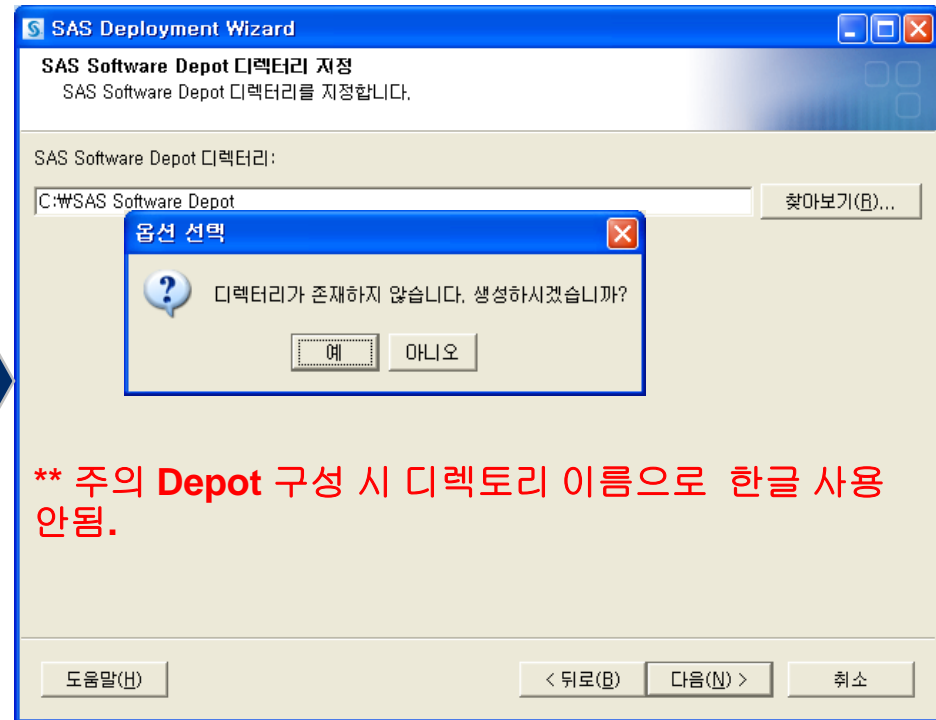 SAS Deployment Wizard
SAS Software Depot 디렉터리 지정
SAS Software Depot 디렉터리를 지정합니다.
SAS Software Depot 디렉터리:
C:₩SAS Software Depot
찾아보기(R)...
옵션 선택
디렉터리가 존재하지 않습니다. 생성하시겠습니까?
예
아니오
** 주의 Depot 구성 시 디렉토리 이름으로 한글 사용
안됨.
도움말(H)
< 뒤로(B)
다음(N) >
취소